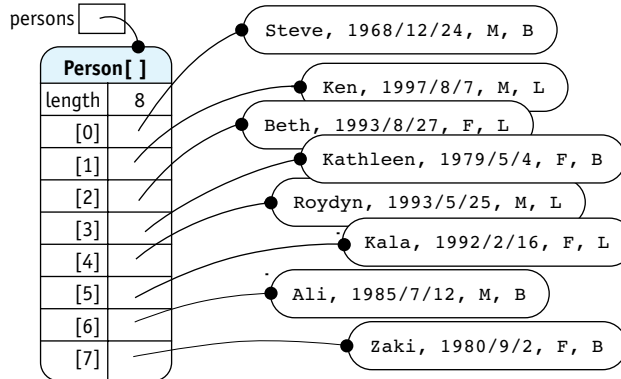 persons
Person[ ]
length 8
[0]
[1]
[2]
[3]
[4]
[5]
[6]
[7]
Steve, 1968/12/24, M, B
Ken, 1997/8/7, M, L
Beth, 1993/8/27, F, L
Kathleen, 1979/5/4, F, B
Roydyn, 1993/5/25, M, L
Kala, 1992/2/16, F, L
Ali, 1985/7/12, M, B
Zaki, 1980/9/2, F, B